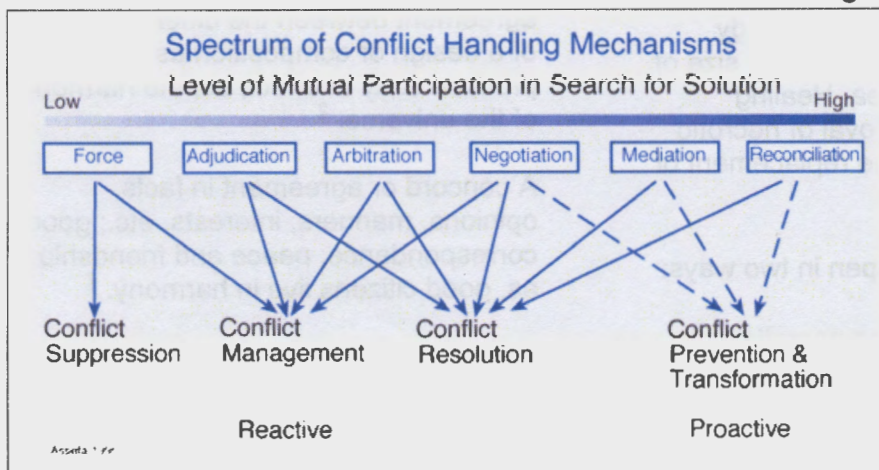 Spectrum of Conflict Handling Mechanisms
Level of Mutual Participation in Search for Solution
Low High
Force Adjudication Arbitration Negotiation Mediation Reconciliation
Conflict Suppression
Conflict Management
Conflict Resolution
Conflict Prevention & Transformation
Reactive Proactive